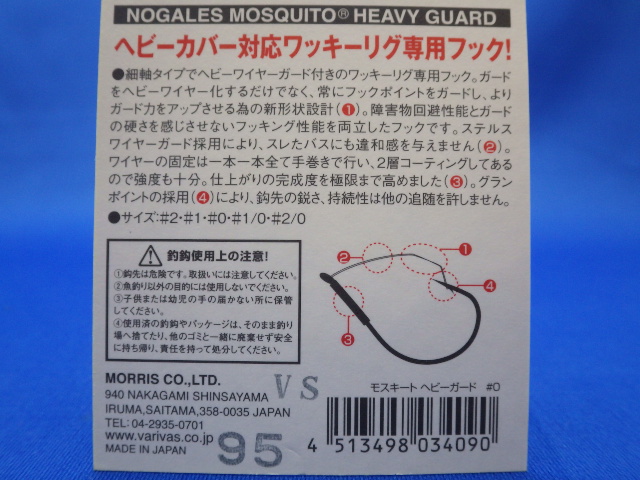 NOGALES MOSQUITO® HEAVY GUARD
ヘビーカバー対応ワッキーリグ専用フック!
●細軸タイプでヘビーワイヤーガード付きのワッキーリグ専用フック。ガード
をヘビーワイヤー化するだけでなく、常にフックポイントをガードし、より
ガード力をアップさせる為の新形状設計(❶)。障害物回避性能とガード
の硬さを感じさせないフッキング性能を両立したフックです。ステルス
ワイヤーガード採用により、スレたバスにも違和感を与えません(❷)。
ワイヤーの固定は一本一本全て手巻きで行い、2層コーティングしてある
ので強度も十分。仕上がりの完成度を極限まで高めました(❸)。グラン
ポイントの採用(❹)により、鈎先の鋭さ、持続性は他の追随を許しません。
●サイズ:#2・#1・#0・#1/0・#2/0
釣鈎使用上の注意!
①鈎先は危険です。取扱いには注意してください。
②魚釣り以外の目的には使用しないでください。
③子供または幼児の手の届かない所に保管
してください。
④使用済の釣鈎やパッケージは、そのまま釣り
場へ捨てたり、他のゴミと一緒に廃棄せず安全
に持ち帰り、責任を持って処分してください。
❶
❷
❸
❹
MORRIS CO.,LTD.
940 NAKAGAMI SHINSAYAMA
IRUMA,SAITAMA,358-0035 JAPAN
TEL:04-2935-0701
www.varivas.co.jp
MADE IN JAPAN
VS
95
モスキート ヘビーガード #0
4 513498 034090